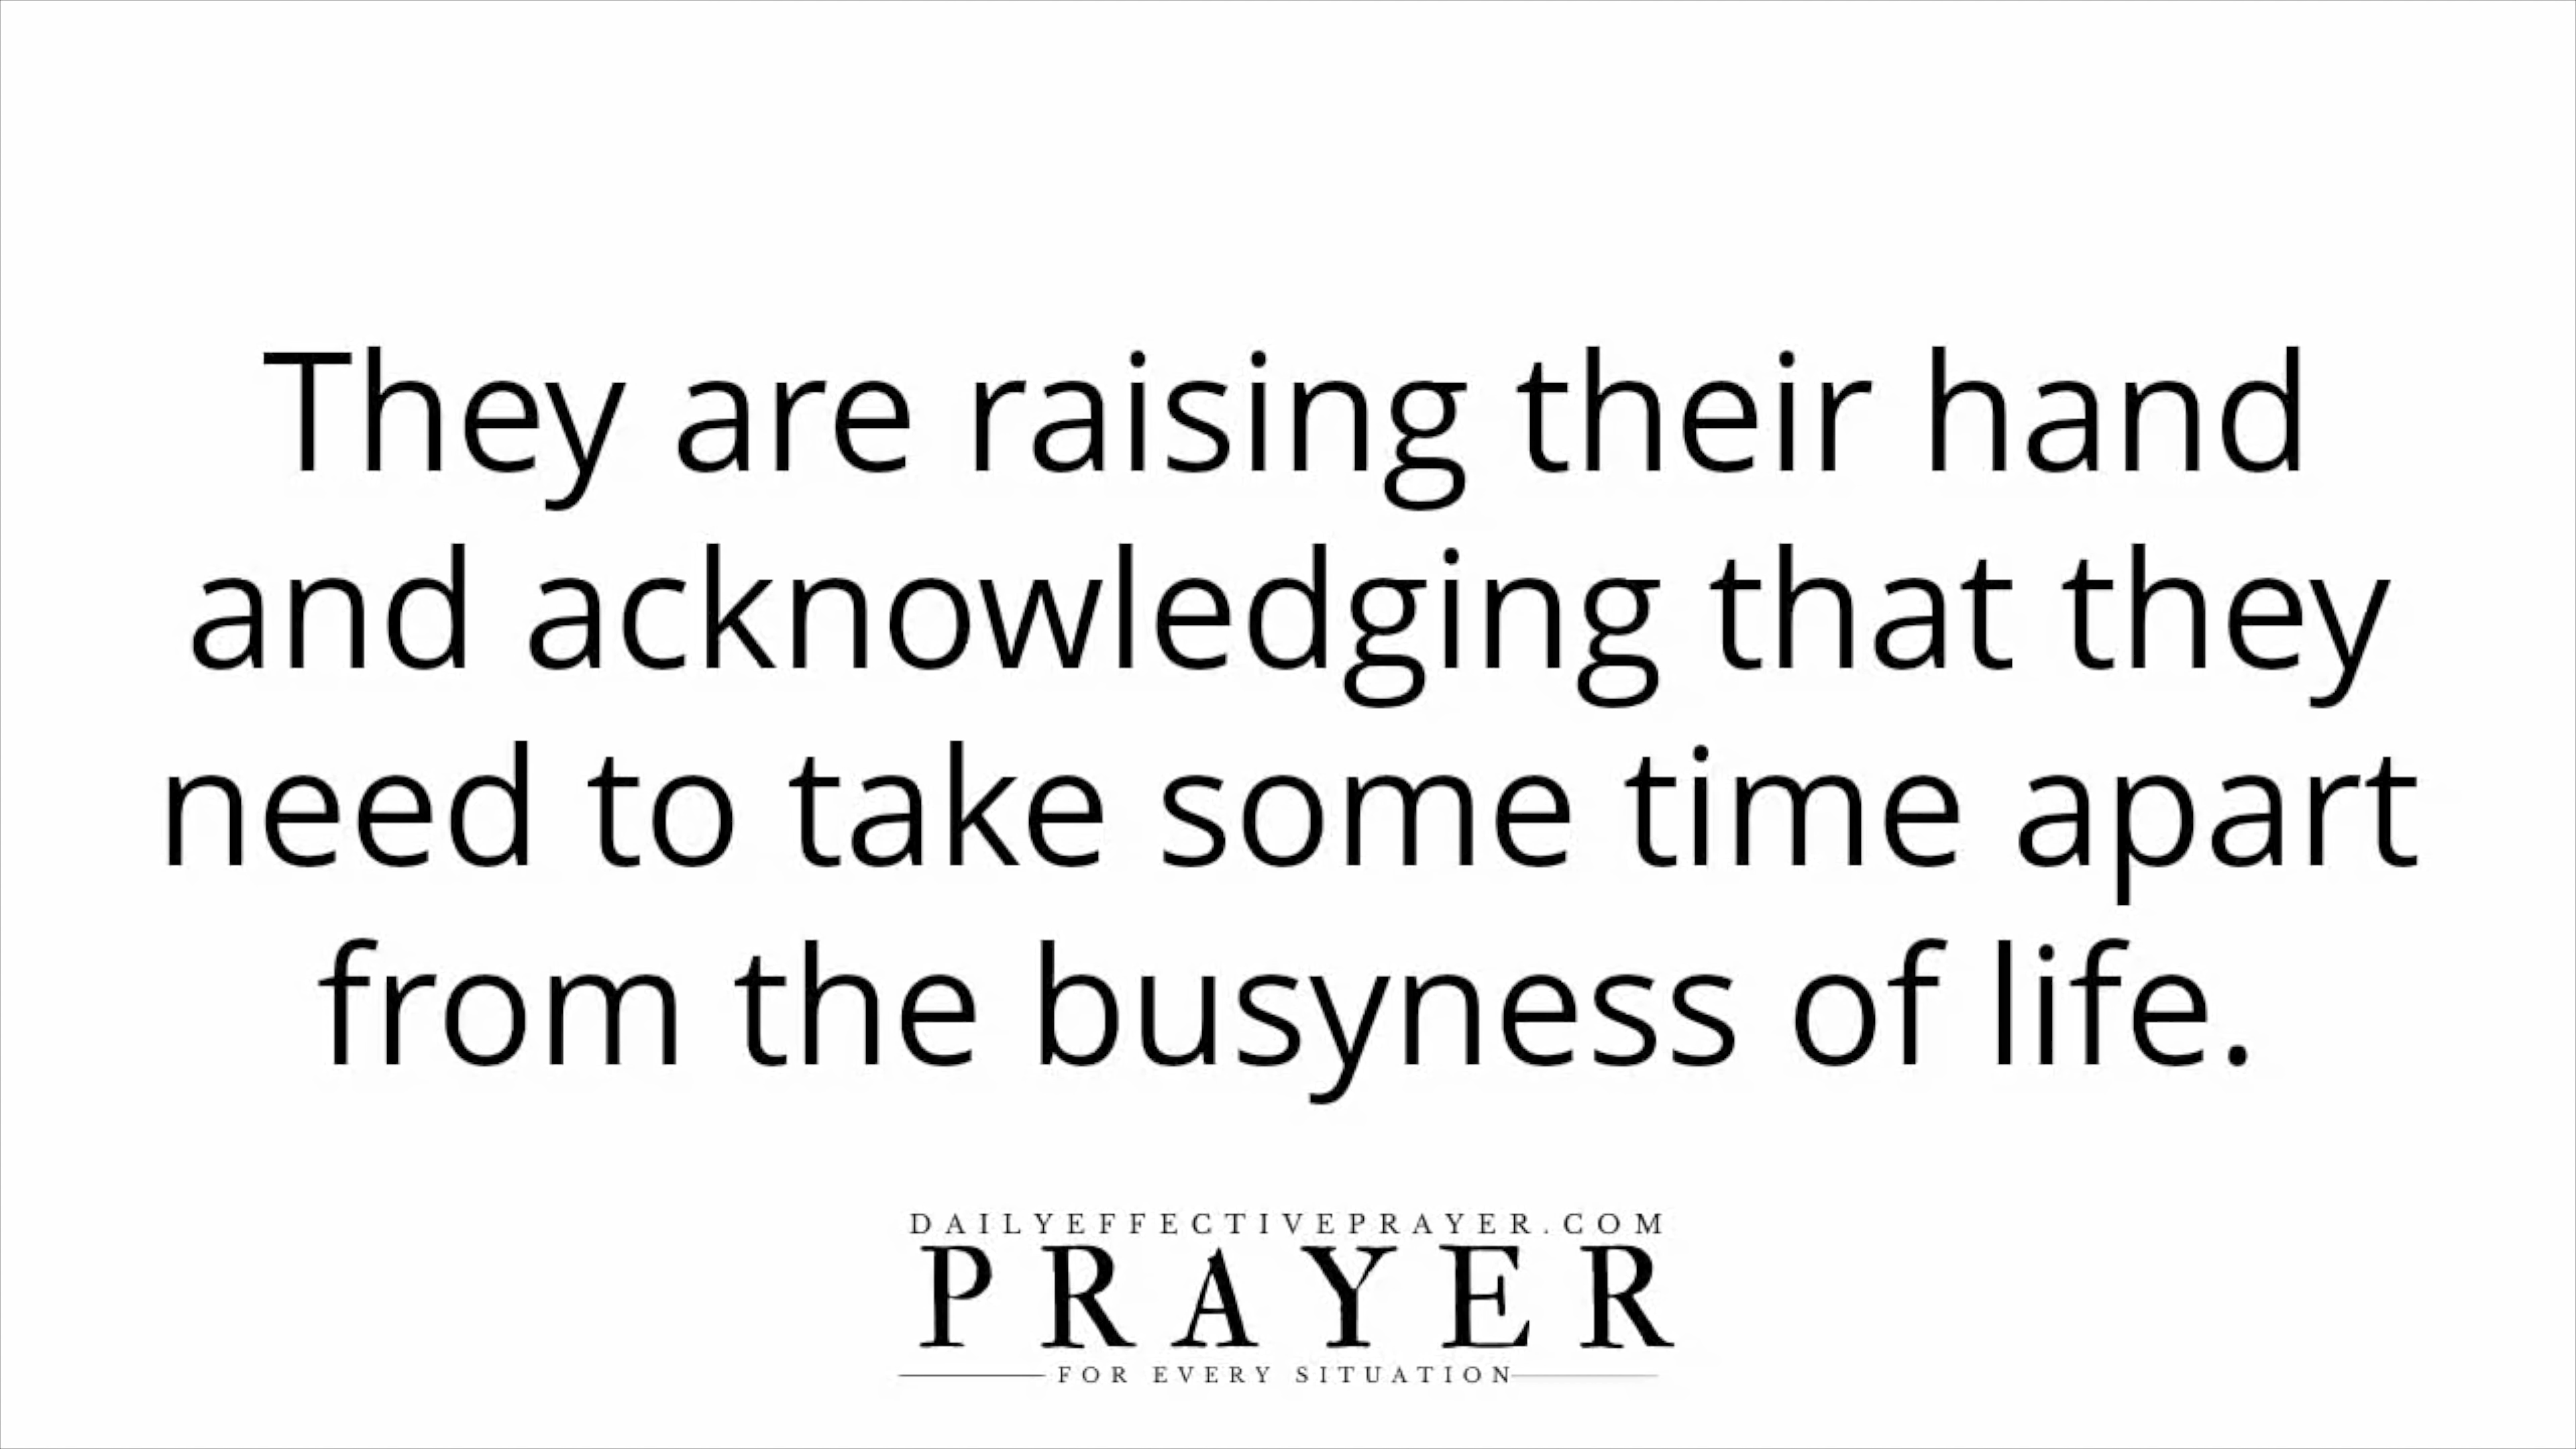 They are raising their hand
and acknowledging that they
need to take some time apart
from the busyness of life.
DAILYEFFECTIVEPRAYER.COM
PRAYER
FOR EVERY SITUATION